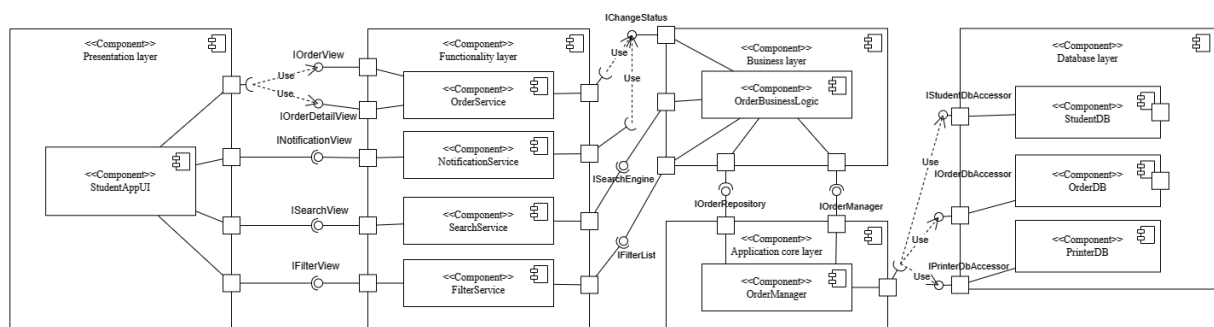 <<Component>>
Presentation layer
<<Component>>
StudentAppUI
Use
Use
IOrderView
IOrderDetailView
INotificationView
ISearchView
IFilterView
<<Component>>
Functionality layer
<<Component>>
OrderService
<<Component>>
NotificationService
<<Component>>
SearchService
<<Component>>
FilterService
IChangeStatus
Use
Use
ISearchEngine
IFilterList
<<Component>>
Business layer
<<Component>>
OrderBusinessLogic
IOrderRepository
IOrderManager
<<Component>>
Application core layer
<<Component>>
OrderManager
Use
Use
Use
IStudentDbAccessor
IOrderDbAccessor
IPrinterDbAccessor
<<Component>>
Database layer
<<Component>>
StudentDB
<<Component>>
OrderDB
<<Component>>
PrinterDB